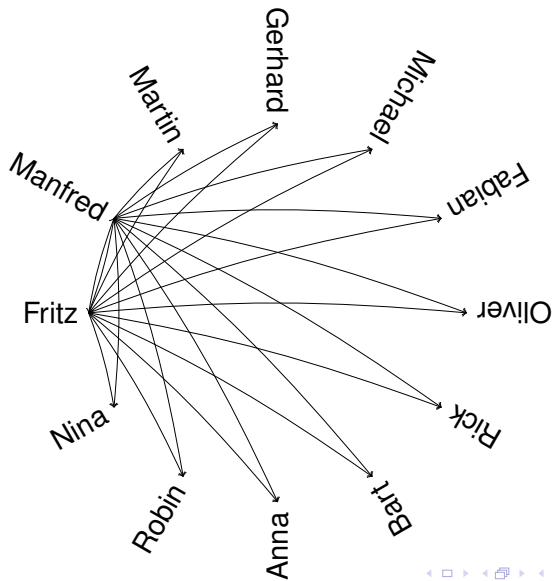 Gerhard
Michael
Martin
Manfred
Fabian
Fritz
Oliver
Nina
Rick
Robin
Bart
Anna